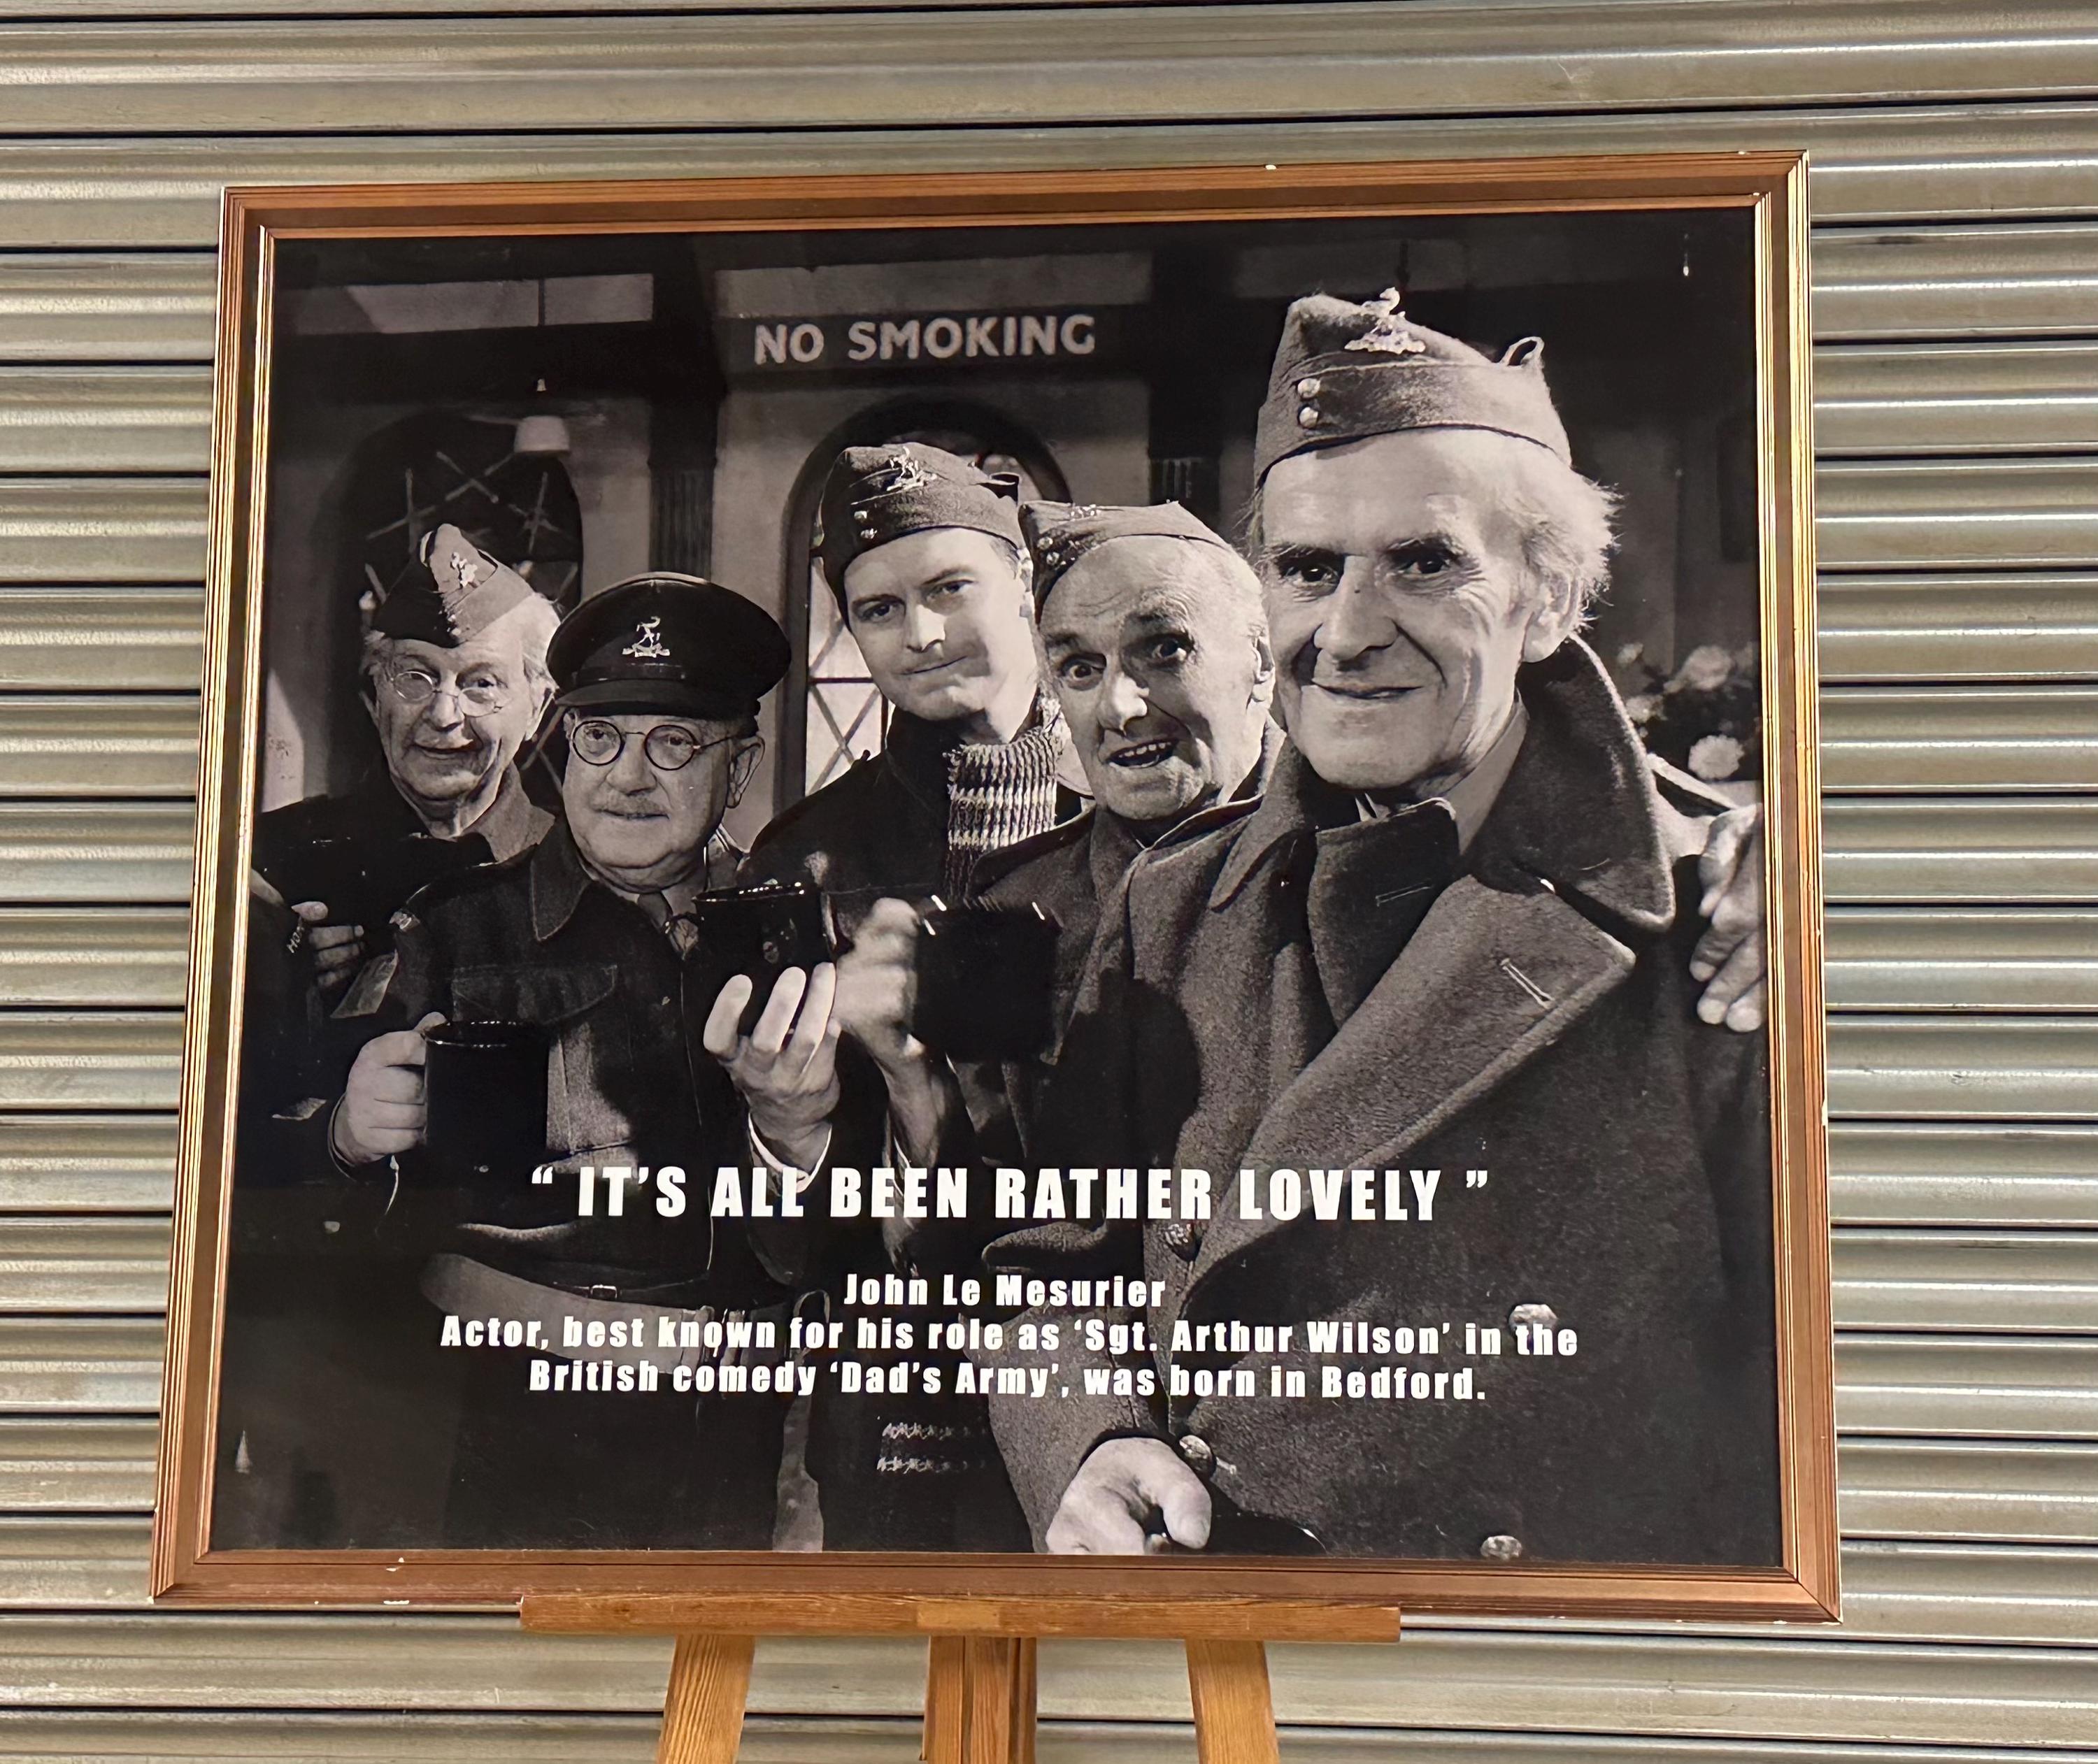 NO SMOKING
“ IT’S ALL BEEN RATHER LOVELY ”
John Le Mesurier
Actor, best known for his role as ‘Sgt. Arthur Wilson’ in the
British comedy ‘Dad’s Army’, was born in Bedford.